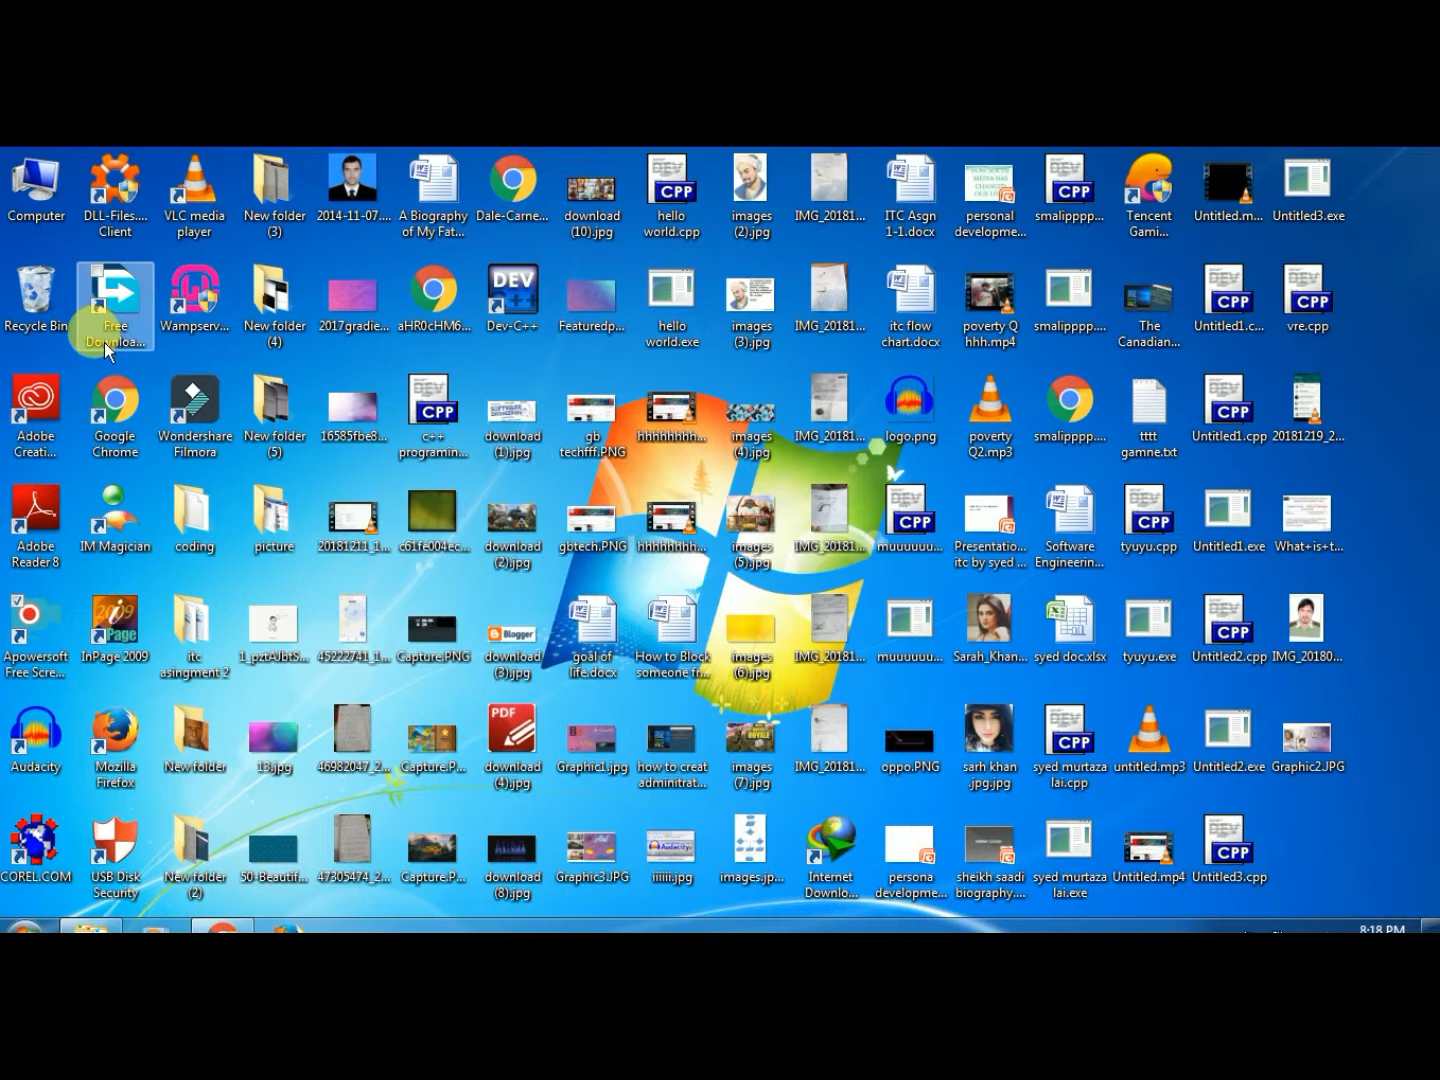 Computer
DLL-Files....
Client
VLC media
player
New folder
(3)
2014-11-07....
A Biography
of My Fat...
Dale-Carne...
download
(10).jpg
hello
world.cpp
images
(2).jpg
IMG_20181...
ITC Asgn
1-1.docx
personal
developme...
smalipppp...
Tencent
Gami...
Untitled.m...
Untitled3.exe
Recycle Bin
Free
Downloa...
Wampserv...
New folder
(4)
2017gradie...
aHR0cHM6...
Dev-C++
Featuredp...
hello
world.exe
images
(3).jpg
IMG_20181...
itc flow
chart.docx
poverty Q
hhh.mp4
smalipppp....
The
Canadian...
Untitled1.c...
vre.cpp
Adobe
Creati...
Google
Chrome
Wondershare
Filmora
New folder
(5)
16585fbe8...
c++
programin...
download
(1).jpg
gb
techfff.PNG
hhhhhhhh...
images
(4).jpg
IMG_20181...
logo.png
poverty
Q2.mp3
smalipppp....
tttt
gamne.txt
Untitled1.cpp
20181219_2...
Adobe
Reader 8
IM Magician
coding
picture
20181211_1...
c61fe004ec...
download
(2).jpg
gbtech.PNG
hhhhhhhh...
images
(5).jpg
IMG_20181...
muuuuuu...
Presentatio...
itc by syed ...
Software
Engineerin...
tyuyu.cpp
Untitled1.exe
What+is+t...
Apowersoft
Free Scre...
InPage 2009
itc
asingment 2
1_pztAJbtS...
45222741_1...
Capture.PNG
download
(3).jpg
goal of
life.docx
How to Block
someone fr...
images
(6).jpg
IMG_20181...
muuuuuu...
Sarah_Khan...
syed doc.xlsx
tyuyu.exe
Untitled2.cpp
IMG_20180...
Audacity
Mozilla
Firefox
New folder
13.jpg
46982047_2...
Capture.P...
download
(4).jpg
Graphic1.jpg
how to creat
adminitrat...
images
(7).jpg
IMG_20181...
oppo.PNG
sarh khan
.jpg.jpg
syed murtaza
lai.cpp
untitled.mp3
Untitled2.exe
Graphic2.JPG
COREL.COM
USB Disk
Security
New folder
(2)
50-Beautif...
47305474_2...
Capture.P...
download
(8).jpg
Graphic3.JPG
iiiiii.jpg
images.jp...
Internet
Downlo...
persona
developme...
sheikh saadi
biography....
syed murtaza
lai.exe
Untitled.mp4
Untitled3.cpp
8:18 PM